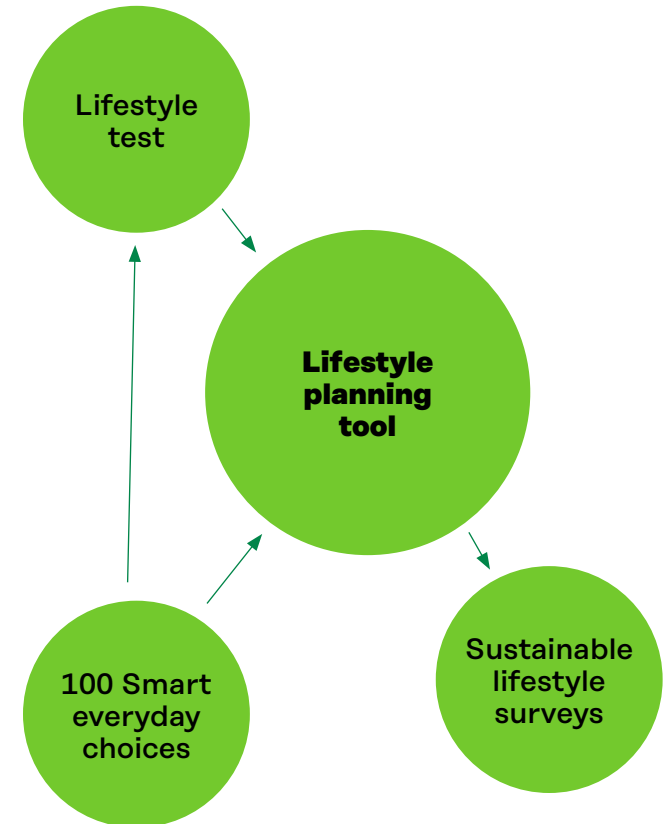 Lifestyle
test
Lifestyle
planning
tool
Sustainable
lifestyle
surveys
100 Smart
everyday
choices